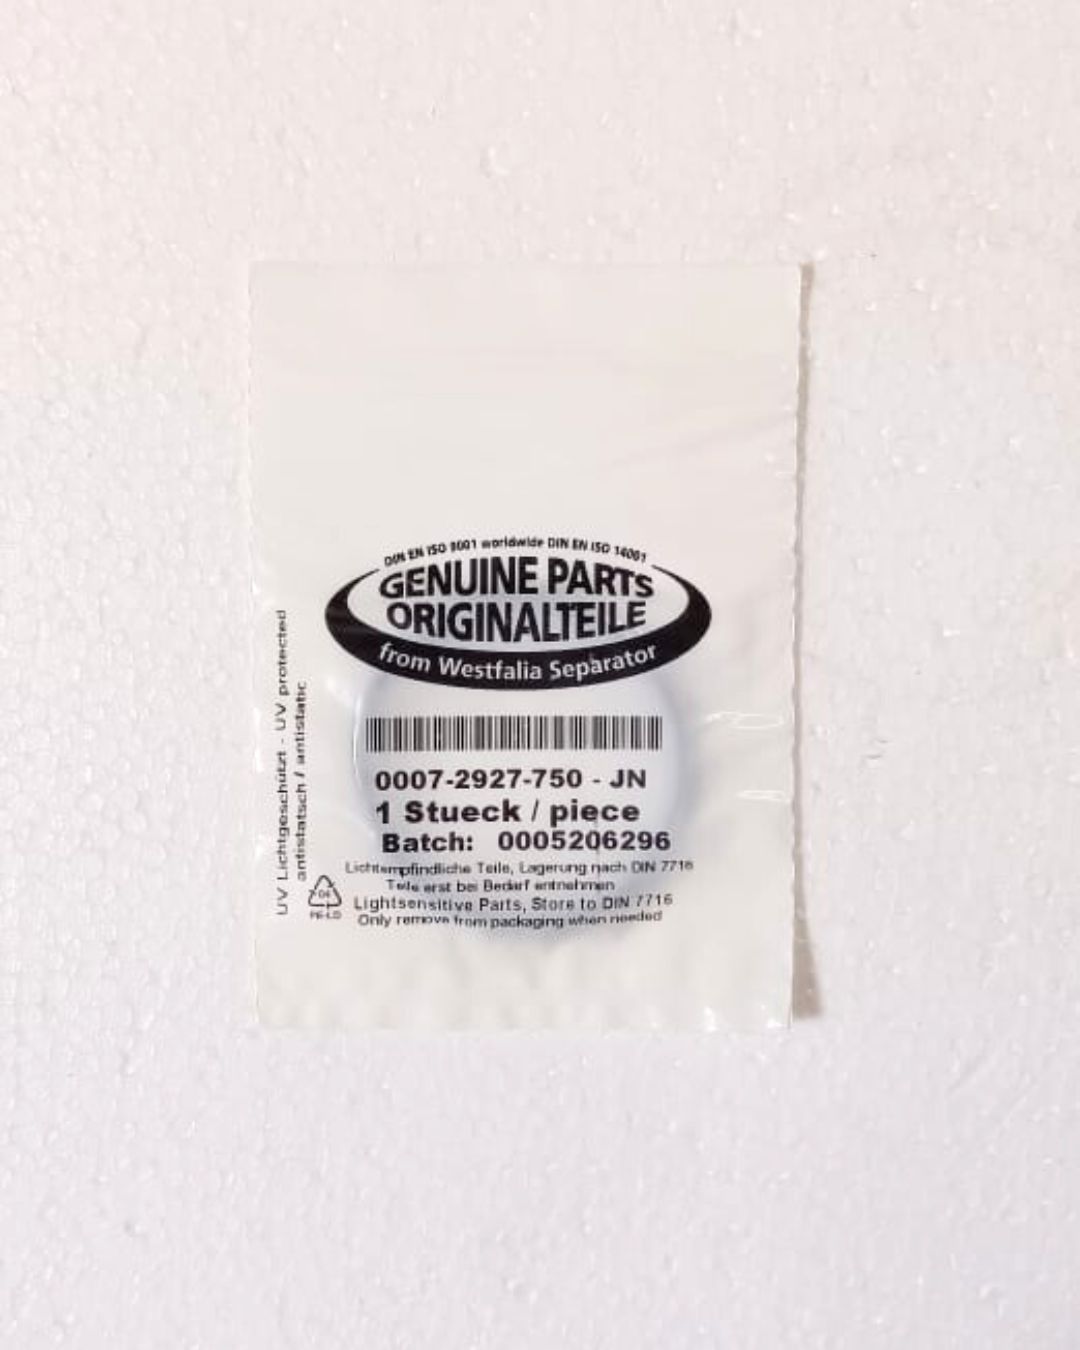 DIN EN ISO 9001 worldwide DIN EN ISO 14001
GENUINE PARTS
ORIGINALTEILE
from Westfalia Separator
0007-2927-750 - JN
1 Stueck / piece
Batch: 0005206296
Lichtempfindliche Teile, Lagerung nach DIN 7716
Teile erst bei Bedarf entnehmen
Lightsensitive Parts, Store to DIN 7716
Only remove from packaging when needed
UV Lichtgeschützt - UV protected
antistatsch / antistatic
04
PE-LD